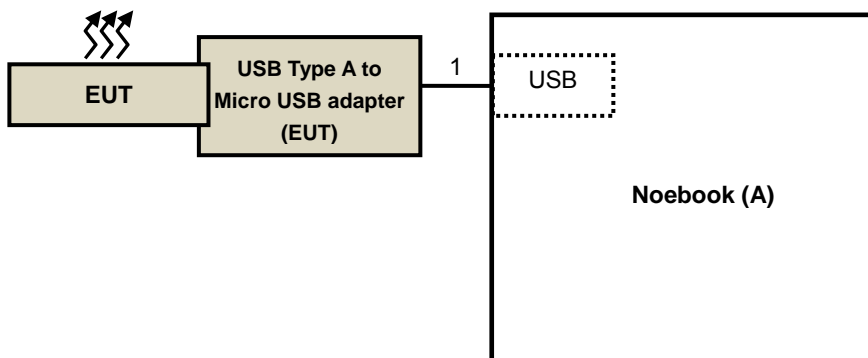 EUT
USB Type A to
Micro USB adapter
(EUT)
1
USB
Noebook (A)